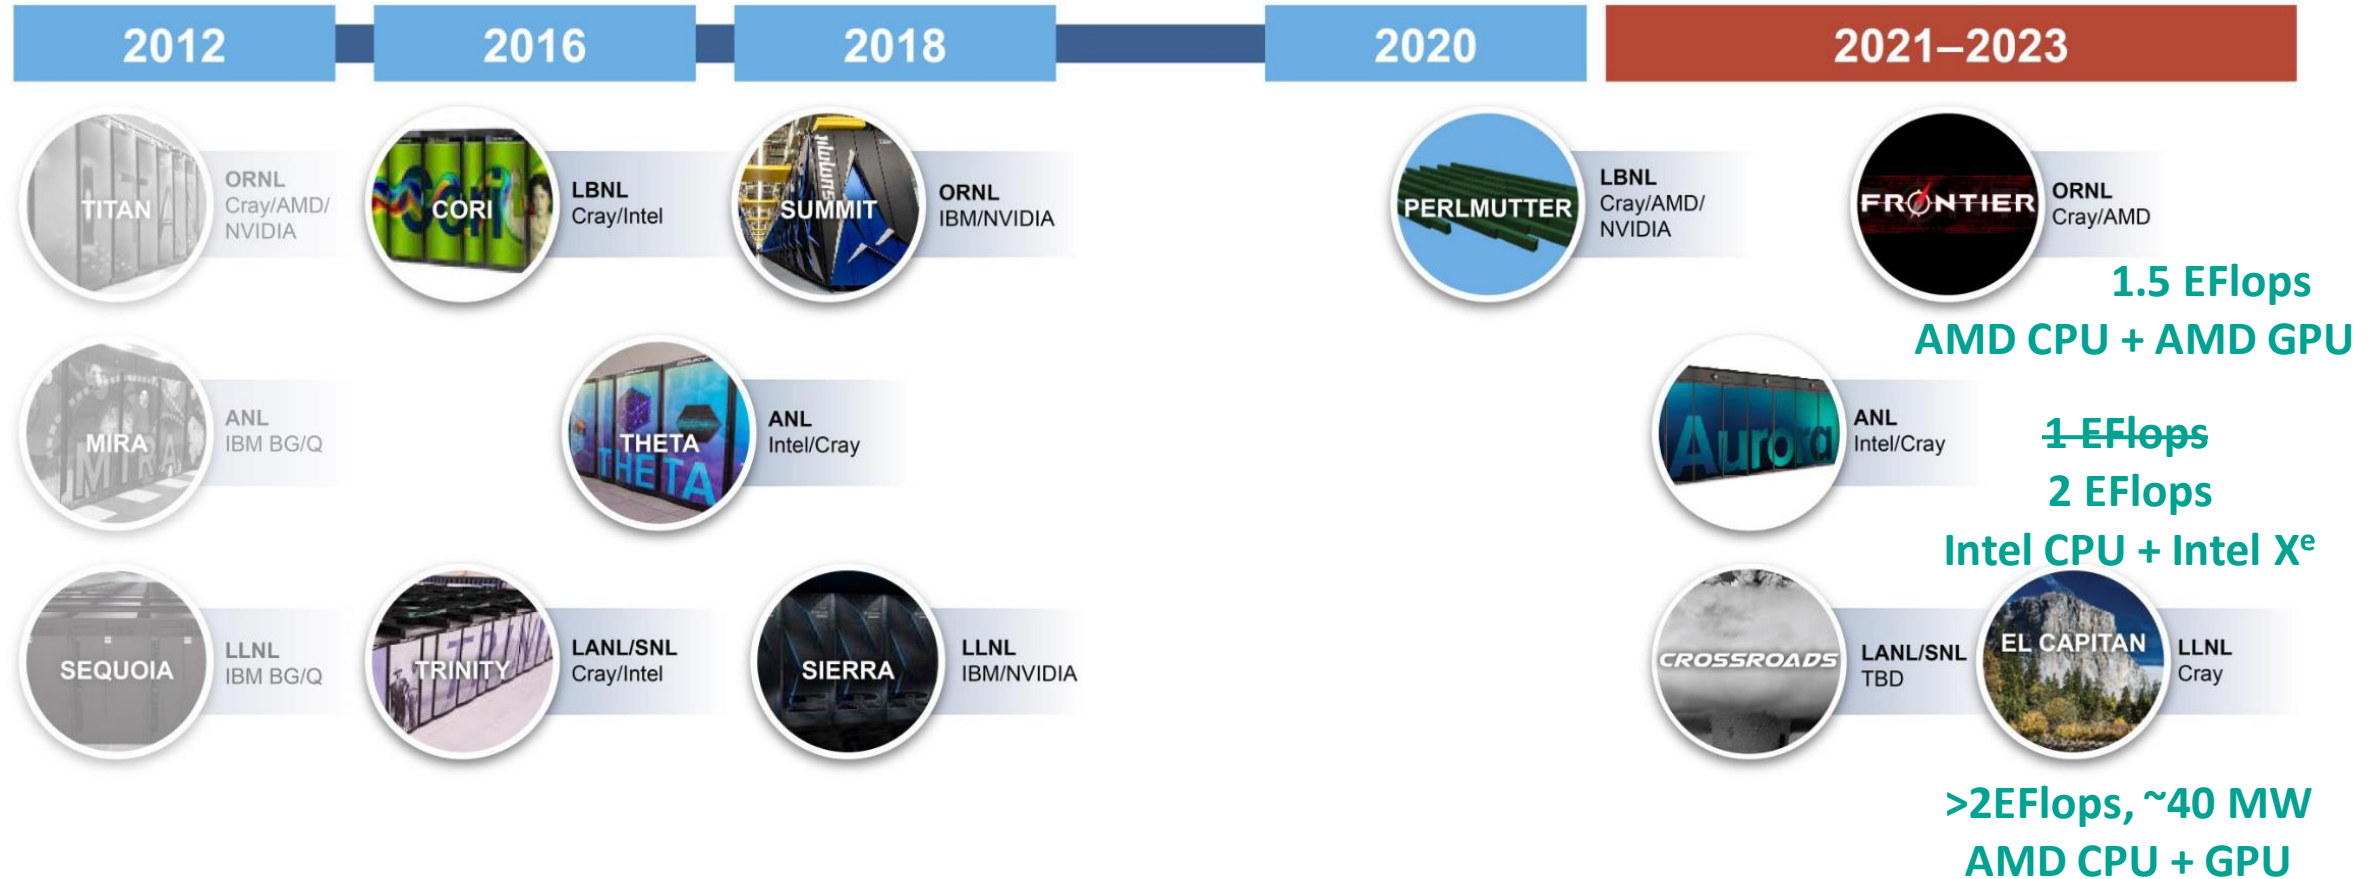 2012
2016
2018
2020
2021–2023
TITAN
ORNL
Cray/AMD/
NVIDIA
Cori
CORI
LBNL
Cray/Intel
SUMMIT
SUMMIT
ORNL
IBM/NVIDIA
PERLMUTTER
LBNL
Cray/AMD/
NVIDIA
FRONTIER
ORNL
Cray/AMD
1.5 EFlops
AMD CPU + AMD GPU
MIRA
MIRA
ANL
IBM BG/Q
THETA
THETA
ANL
Intel/Cray
Aurora
ANL
Intel/Cray
1 EFlops
2 EFlops
Intel CPU + Intel Xᵉ
SEQUOIA
LLNL
IBM BG/Q
TRINITY
LANL/SNL
Cray/Intel
SIERRA
LLNL
IBM/NVIDIA
CROSSROADS
LANL/SNL
TBD
EL CAPITAN
LLNL
Cray
>2EFlops, ~40 MW
AMD CPU + GPU